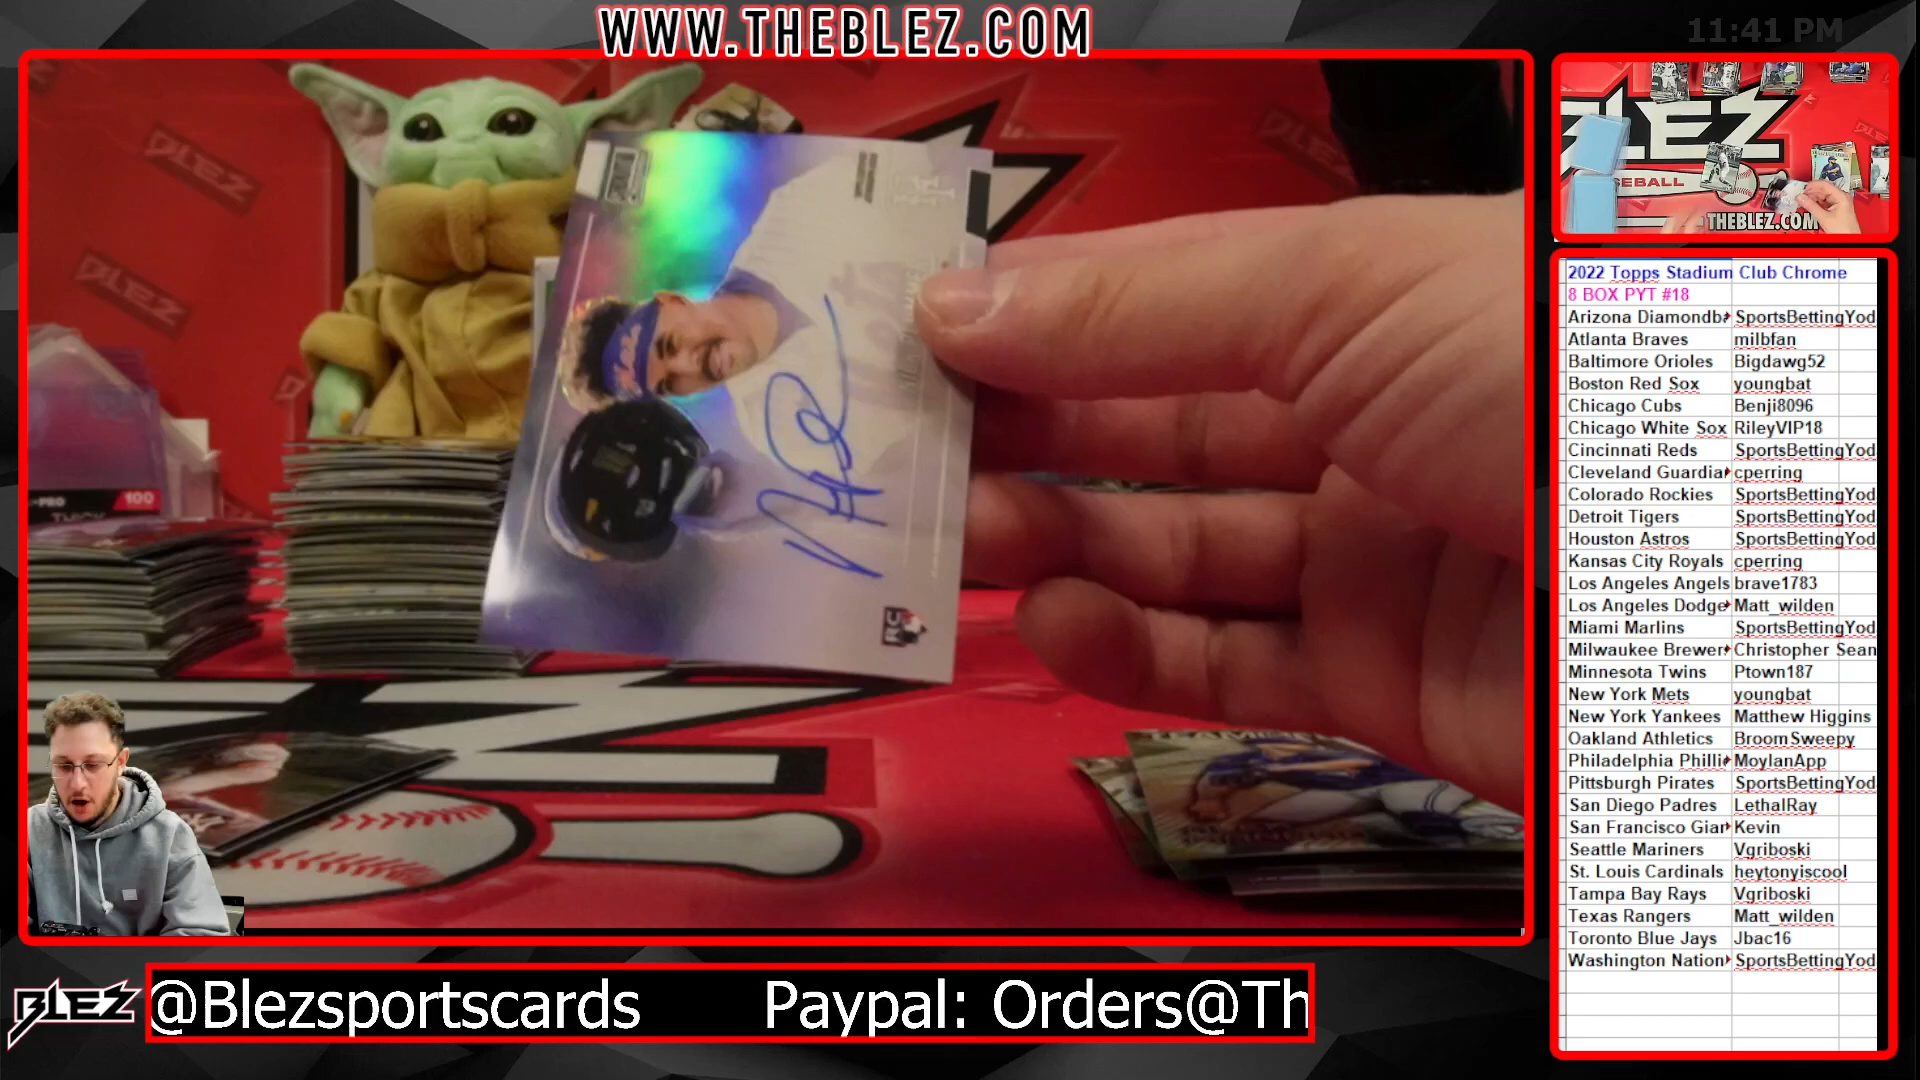 WWW.THEBLEZ.COM
11:41 PM
BLEZ
BLEZ
BLEZ
100
RC
LEZ
SEBALL
THEBLEZ.COM
2022 Topps Stadium Club Chrome
8 BOX PYT #18
Arizona Diamondba SportsBettingYod
Atlanta Braves milbfan
Baltimore Orioles Bigdawg52
Boston Red Sox youngbat
Chicago Cubs Benji8096
Chicago White Sox RileyVIP18
Cincinnati Reds SportsBettingYod
Cleveland Guardia cperring
Colorado Rockies SportsBettingYod
Detroit Tigers SportsBettingYod
Houston Astros SportsBettingYod
Kansas City Royals cperring
Los Angeles Angels brave1783
Los Angeles Dodge Matt_wilden
Miami Marlins SportsBettingYod
Milwaukee Brewer Christopher Sean
Minnesota Twins Ptown187
New York Mets youngbat
New York Yankees Matthew Higgins
Oakland Athletics BroomSweepy
Philadelphia Phillie MoylanApp
Pittsburgh Pirates SportsBettingYod
San Diego Padres LethalRay
San Francisco Gian Kevin
Seattle Mariners Vgriboski
St. Louis Cardinals heytonyiscool
Tampa Bay Rays Vgriboski
Texas Rangers Matt_wilden
Toronto Blue Jays Jbac16
Washington Nation SportsBettingYod
BLEZ @Blezsportscards Paypal: Orders@Th